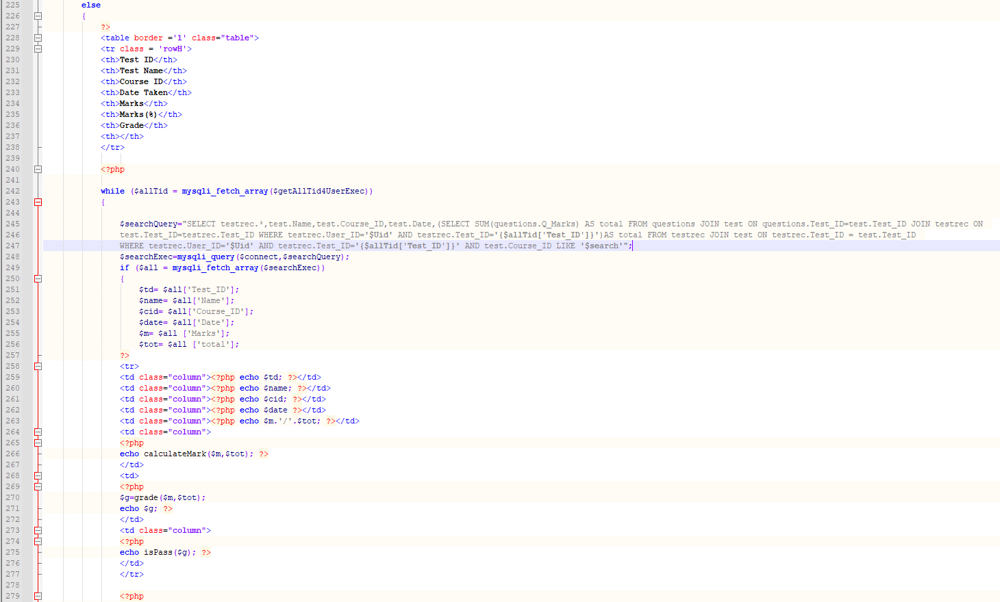 225 else
226 {
227 ?>
228 <table border ='1' class="table">
229 <tr class = 'rowH'>
230 <th>Test ID</th>
231 <th>Test Name</th>
232 <th>Course ID</th>
233 <th>Date Taken</th>
234 <th>Marks</th>
235 <th>Marks(%)</th>
236 <th>Grade</th>
237 <th></th>
238 </tr>
239
240 <?php
241
242 while ($allTid = mysqli_fetch_array($getAllTid4UserExec))
243 {
244
245 $searchQuery="SELECT testrec.*,test.Name,test.Course_ID,test.Date,(SELECT SUM(questions.Q_Marks) AS total FROM questions JOIN test ON questions.Test_ID=test.Test_ID JOIN testrec ON
246 test.Test_ID=testrec.Test_ID WHERE testrec.User_ID='$Uid' AND testrec.Test_ID='{$allTid['Test_ID']}')AS total FROM testrec JOIN test ON testrec.Test_ID = test.Test_ID
247 WHERE testrec.User_ID='$Uid' AND testrec.Test_ID='{$allTid['Test_ID']}' AND test.Course_ID LIKE '$search'";
248 $searchExec=mysqli_query($connect,$searchQuery);
249 if ($all = mysqli_fetch_array($searchExec))
250 {
251 $td= $all['Test_ID'];
252 $name= $all['Name'];
253 $cid= $all['Course_ID'];
254 $date= $all['Date'];
255 $m= $all ['Marks'];
256 $tot= $all ['total'];
257 ?>
258 <tr>
259 <td class="column"><?php echo $td; ?></td>
260 <td class="column"><?php echo $name; ?></td>
261 <td class="column"><?php echo $cid; ?></td>
262 <td class="column"><?php echo $date ?></td>
263 <td class="column"><?php echo $m.'/'.$tot; ?></td>
264 <td class="column">
265 <?php
266 echo calculateMark($m,$tot); ?>
267 </td>
268 <td>
269 <?php
270 $g=grade($m,$tot);
271 echo $g; ?>
272 </td>
273 <td class="column">
274 <?php
275 echo isPass($g); ?>
276 </td>
277 </tr>
278
279 <?php